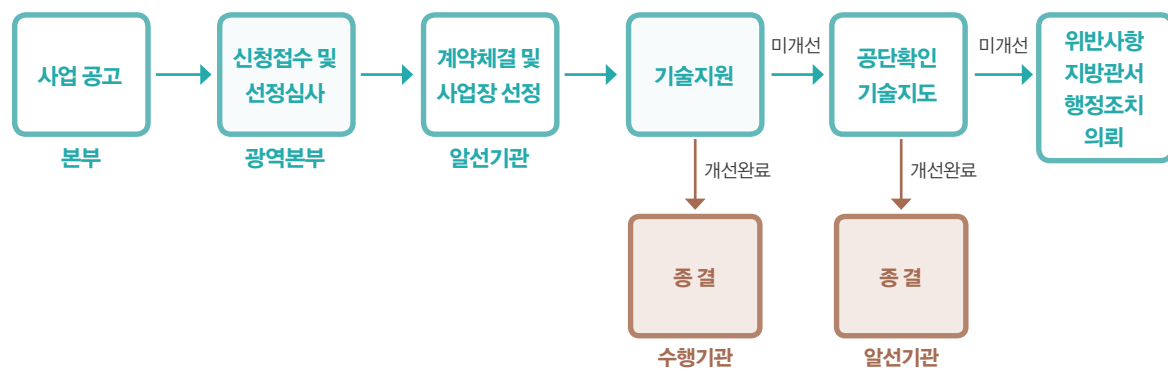 사업 공고
본부
신청접수 및
선정심사
광역본부
계약체결 및
사업장 선정
알선기관
기술지원
미개선
공단확인
기술지도
미개선
위반사항
지방관서
행정조치
의뢰
개선완료
개선완료
종 결
수행기관
종 결
알선기관